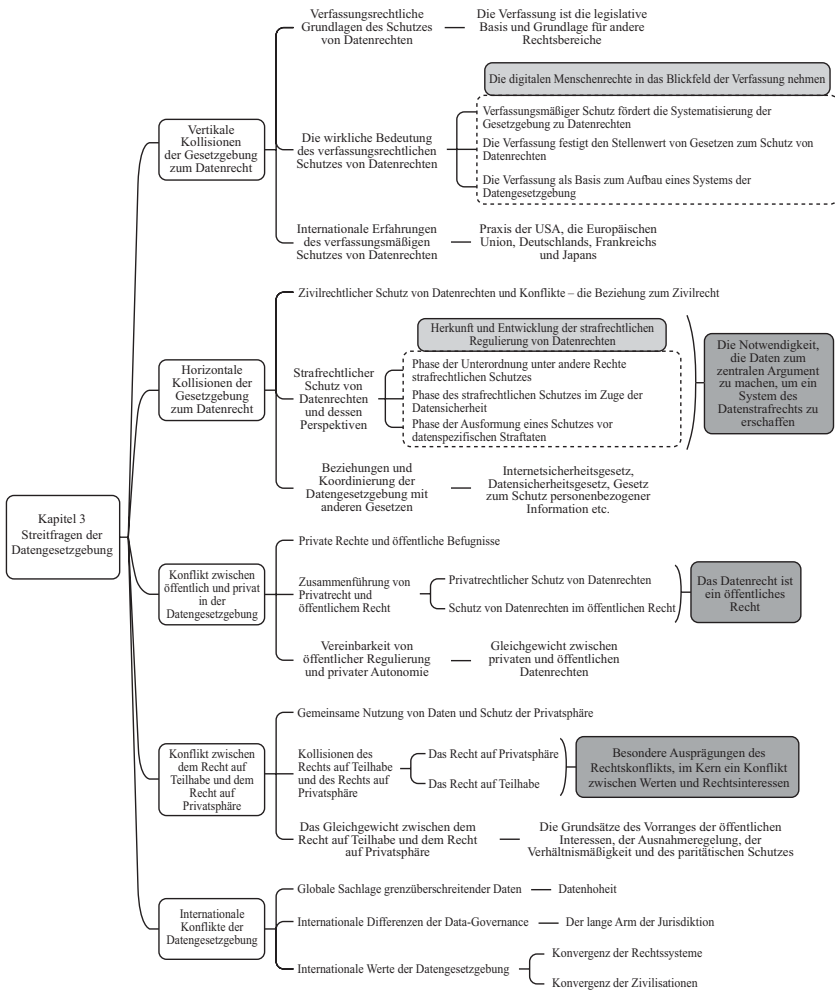 Kapitel 3
Streitfragen der
Datengesetzgebung
Vertikale
Kollisionen
der Gesetzgebung
zum Datenrecht
Verfassungsrechtliche
Grundlagen des Schutzes
von Datenrechten
Die Verfassung ist die legislative
Basis und Grundlage für andere
Rechtsbereiche
Die wirkliche Bedeutung
des verfassungsrechtlichen
Schutzes von Datenrechten
Die digitalen Menschenrechte in das Blickfeld der Verfassung nehmen
Verfassungsmäßiger Schutz fördert die Systematisierung der
Gesetzgebung zu Datenrechten
Die Verfassung festigt den Stellenwert von Gesetzen zum Schutz von
Datenrechten
Die Verfassung als Basis zum Aufbau eines Systems der
Datengesetzgebung
Internationale Erfahrungen
des verfassungsmäßigen
Schutzes von Datenrechten
Praxis der USA, die Europäischen
Union, Deutschlands, Frankreichs
und Japans
Horizontale
Kollisionen der
Gesetzgebung
zum Datenrecht
Zivilrechtlicher Schutz von Datenrechten und Konflikte – die Beziehung zum Zivilrecht
Strafrechtlicher
Schutz von
Datenrechten
und dessen
Perspektiven
Herkunft und Entwicklung der strafrechtlichen
Regulierung von Datenrechten
Phase der Unterordnung unter andere Rechte
strafrechtlichen Schutzes
Phase des strafrechtlichen Schutzes im Zuge der
Datensicherheit
Phase der Ausformung eines Schutzes vor
datenspezifischen Straftaten
Die Notwendigkeit,
die Daten zum
zentralen Argument
zu machen, um ein
System des
Datenstrafrechts zu
erschaffen
Beziehungen und
Koordinierung der
Datengesetzgebung mit
anderen Gesetzen
Internetsicherheitsgesetz,
Datensicherheitsgesetz, Gesetz
zum Schutz personenbezogener
Information etc.
Konflikt zwischen
öffentlich und privat
in der
Datengesetzgebung
Private Rechte und öffentliche Befugnisse
Zusammenführung von
Privatrecht und
öffentlichem Recht
Privatrechtlicher Schutz von Datenrechten
Schutz von Datenrechten im öffentlichen Recht
Das Datenrecht ist
ein öffentliches
Recht
Vereinbarkeit von
öffentlicher Regulierung
und privater Autonomie
Gleichgewicht zwischen
privaten und öffentlichen
Datenrechten
Konflikt zwischen
dem Recht auf
Teilhabe und dem
Recht auf
Privatsphäre
Gemeinsame Nutzung von Daten und Schutz der Privatsphäre
Kollisionen des
Rechts auf Teilhabe
und des Rechts auf
Privatsphäre
Das Recht auf Privatsphäre
Das Recht auf Teilhabe
Besondere Ausprägungen des
Rechtskonflikts, im Kern ein Konflikt
zwischen Werten und Rechtsinteressen
Das Gleichgewicht zwischen dem
Recht auf Teilhabe und dem Recht
auf Privatsphäre
Die Grundsätze des Vorranges der öffentlichen
Interessen, der Ausnahmeregelung, der
Verhältnismäßigkeit und des paritätischen Schutzes
Internationale
Konflikte der
Datengesetzgebung
Globale Sachlage grenzüberschreitender Daten
Datenhoheit
Internationale Differenzen der Data-Governance
Der lange Arm der Jurisdiktion
Internationale Werte der Datengesetzgebung
Konvergenz der Rechtssysteme
Konvergenz der Zivilisationen